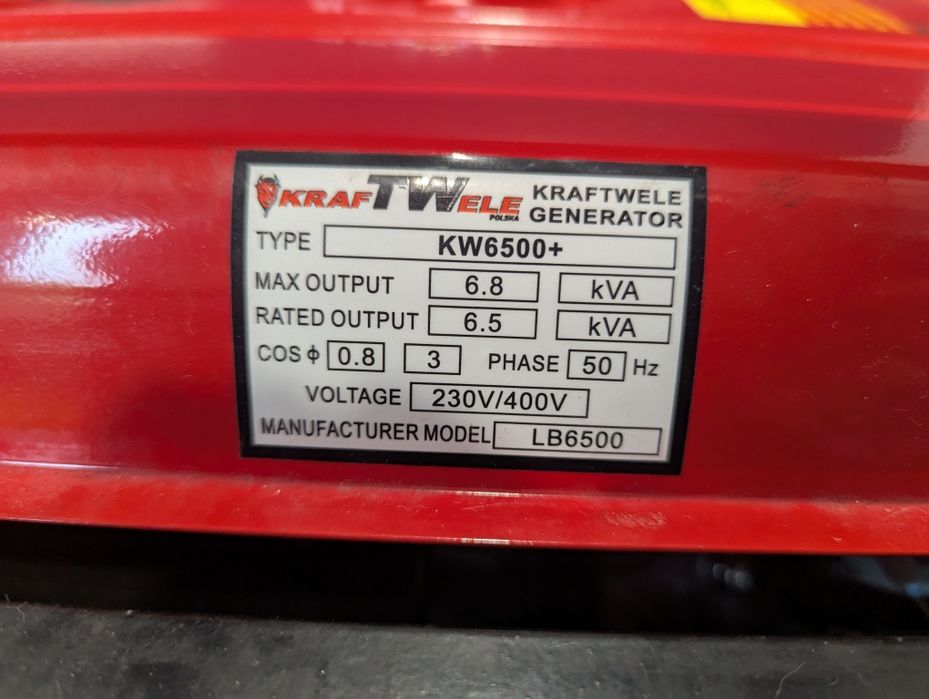 KRAFTWELE
POLSKA
KRAFTWELE
GENERATOR
TYPE KW6500+
MAX OUTPUT 6.8 kVA
RATED OUTPUT 6.5 kVA
COS ϕ 0.8 3 PHASE 50 Hz
VOLTAGE 230V/400V
MANUFACTURER MODEL LB6500